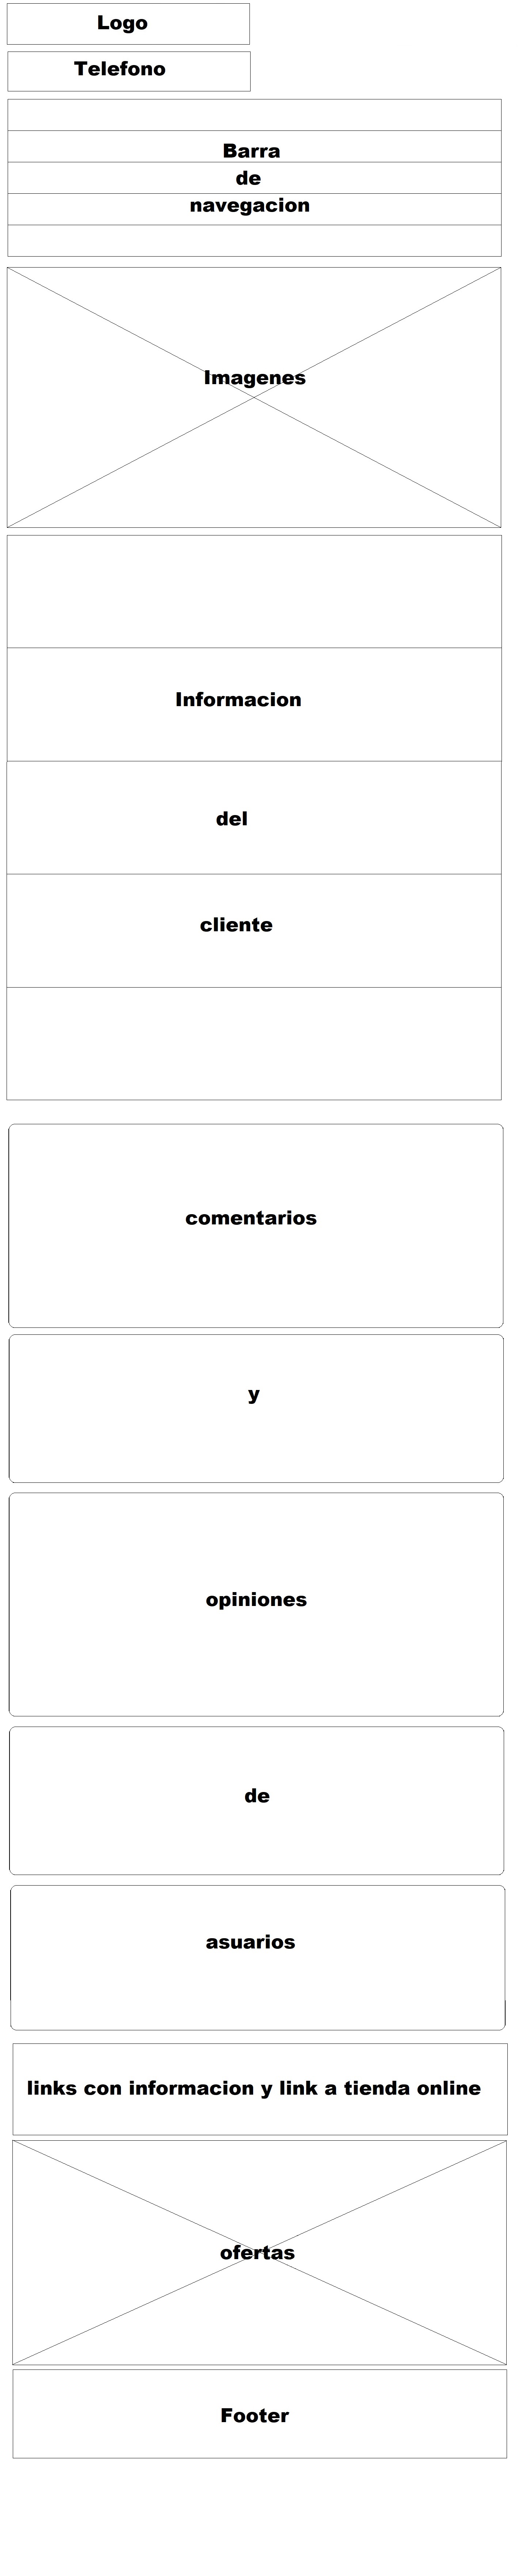 Logo
Telefono
Barra
de
navegacion
Imagenes
Informacion
del
cliente
comentarios
y
opiniones
de
asuarios
links con informacion y link a tienda online
ofertas
Footer